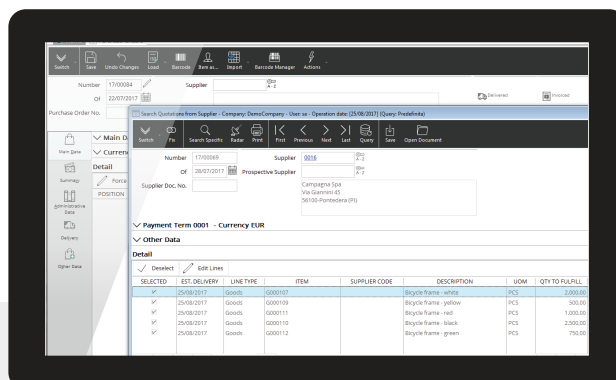 Switch Save Undo Changes Load Barcode Item as... Import Barcode Manager Actions
Number 17/00084 Supplier A - Z
Of 22/07/2017 Delivered Invoiced
Purchase Order No.
Search Quotations from Supplier - Company: DemoCompany - User: sa - Operation date: [25/08/2017] (Query: Predefinita)
Switch Fix Search Specific Radar Print First Previous Next Last Query Save Open Document
Number 17/00069 Supplier 0016 A - Z
Of 28/07/2017 Prospective Supplier A - Z
Supplier Doc. No. Campagna Spa
Via Giannini 45
56100-Pontedera (PI)
Main Data
Summary
Administrative Data
Delivery
Other Data
Main D
Curren
Detail
Force
POSITION
Payment Term 0001 - Currency EUR
Other Data
Detail
Deselect Edit Lines
SELECTED EST. DELIVERY LINE TYPE ITEM SUPPLIER CODE DESCRIPTION UOM QTY TO FULFILL
25/08/2017 Goods G000107 Bicycle frame - white PCS 2.000,00
25/08/2017 Goods G000109 Bicycle frame - yellow PCS 500,00
25/08/2017 Goods G000111 Bicycle frame - red PCS 1.000,00
25/08/2017 Goods G000110 Bicycle frame - black PCS 2.500,00
25/08/2017 Goods G000112 Bicycle frame - green PCS 750,00